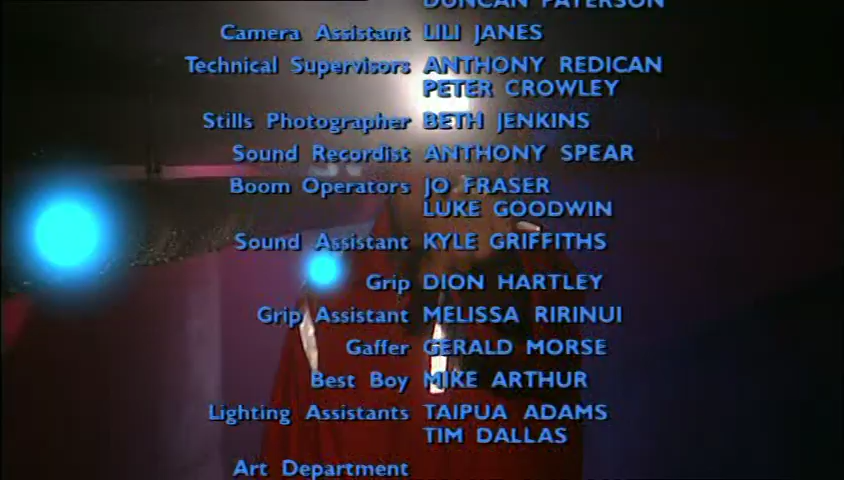 DUNCAN PATERSON
Camera Assistant LILI JANES
Technical Supervisors ANTHONY REDICAN
PETER CROWLEY
Stills Photographer BETH JENKINS
Sound Recordist ANTHONY SPEAR
Boom Operators JO FRASER
LUKE GOODWIN
Sound Assistant KYLE GRIFFITHS
Grip DION HARTLEY
Grip Assistant MELISSA RIRINUI
Gaffer GERALD MORSE
Best Boy MIKE ARTHUR
Lighting Assistants TAIPUA ADAMS
TIM DALLAS
Art Department